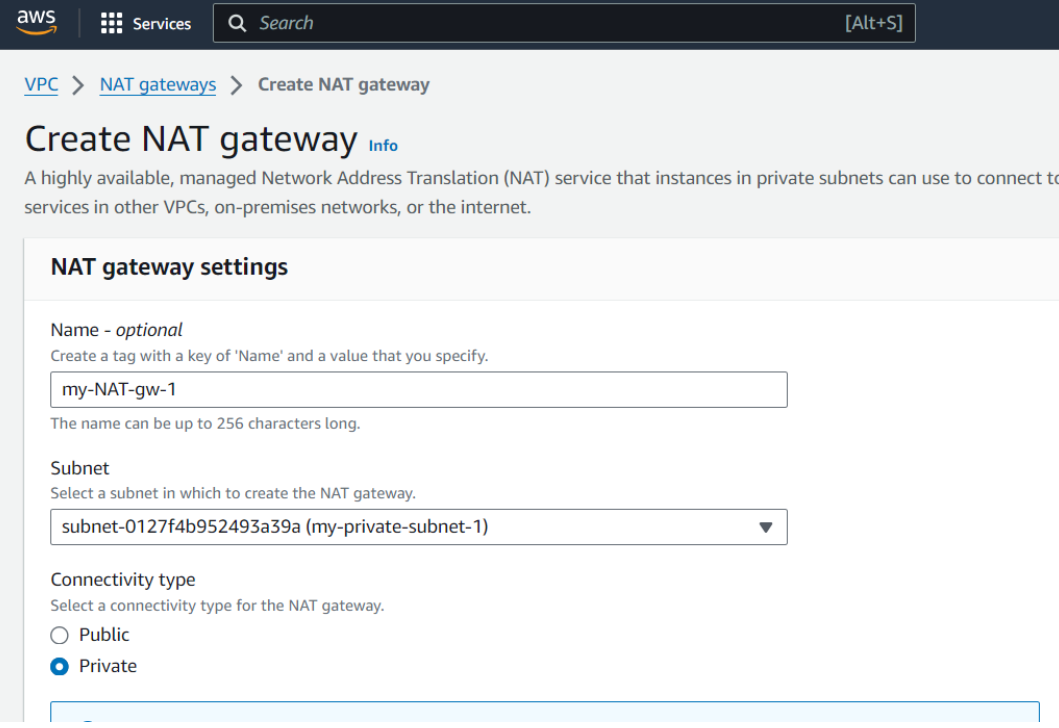 aws
Services
Search
[Alt+S]
VPC > NAT gateways > Create NAT gateway
Create NAT gateway Info
A highly available, managed Network Address Translation (NAT) service that instances in private subnets can use to connect to
services in other VPCs, on-premises networks, or the internet.
NAT gateway settings
Name - optional
Create a tag with a key of 'Name' and a value that you specify.
my-NAT-gw-1
The name can be up to 256 characters long.
Subnet
Select a subnet in which to create the NAT gateway.
subnet-0127f4b952493a39a (my-private-subnet-1)
Connectivity type
Select a connectivity type for the NAT gateway.
Public
Private